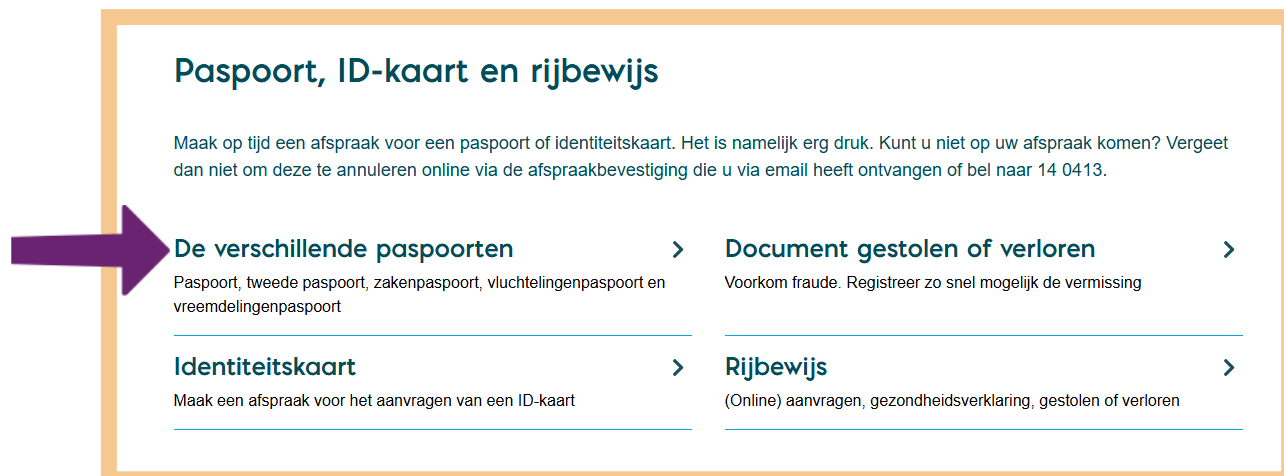 Paspoort, ID-kaart en rijbewijs
Maak op tijd een afspraak voor een paspoort of identiteitskaart. Het is namelijk erg druk. Kunt u niet op uw afspraak komen? Vergeet
dan niet om deze te annuleren online via de afspraakbevestiging die u via email heeft ontvangen of bel naar 14 0413.
De verschillende paspoorten
Paspoort, tweede paspoort, zakenpaspoort, vluchtelingenpaspoort en
vreemdelingenpaspoort
Document gestolen of verloren
Voorkom fraude. Registreer zo snel mogelijk de vermissing
Identiteitskaart
Maak een afspraak voor het aanvragen van een ID-kaart
Rijbewijs
(Online) aanvragen, gezondheidsverklaring, gestolen of verloren